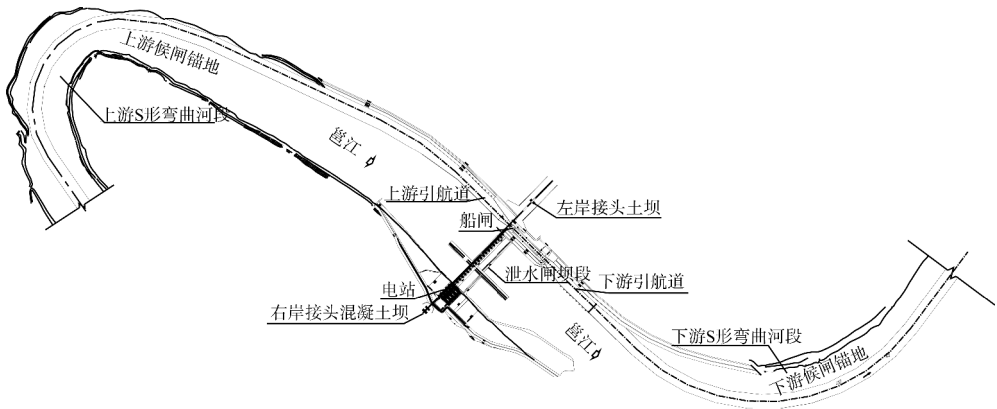 上游候闸锚地
上游S形弯曲河段
邕江
上游引航道
左岸接头土坝
船闸
泄水闸坝段
下游引航道
电站
右岸接头混凝土坝
邕江
下游S形弯曲河段
下游候闸锚地